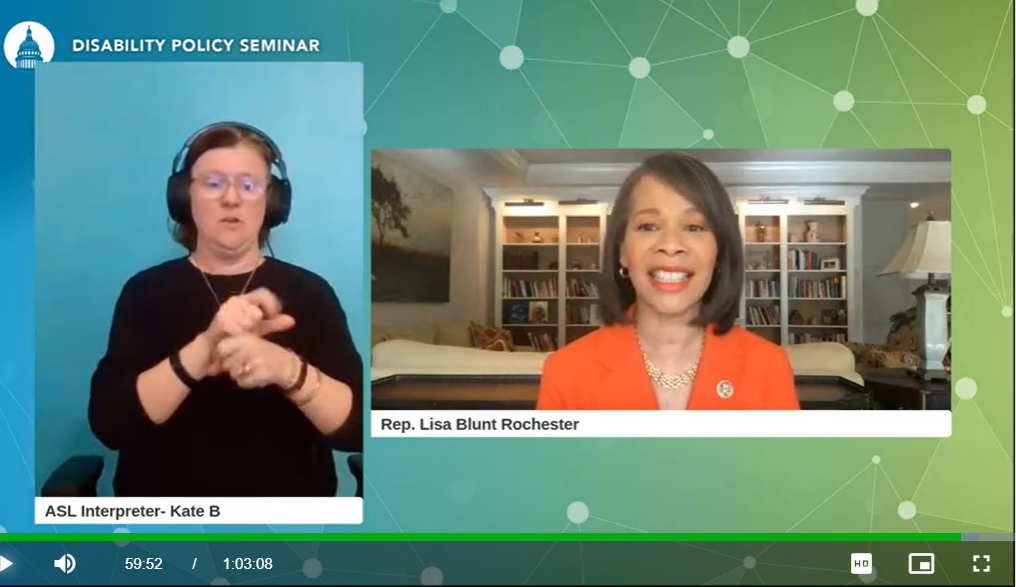 DISABILITY POLICY SEMINAR
Rep. Lisa Blunt Rochester
ASL Interpreter- Kate B
59:52 / 1:03:08
HD